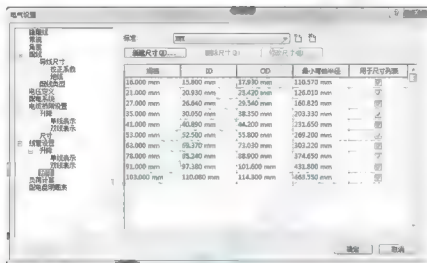 电气设置
隐藏线
常规
角度
配线
导线尺寸
校正系数
地线
配线类型
电压定义
配电系统
电缆桥架设置
升降
单线表示
双线表示
尺寸
线管设置
升降
单线表示
双线表示
尺寸
负荷计算
配电盘明细表
标准:
新建尺寸(N)...
删除尺寸(D)
规格 ID OD 最小弯曲半径 用于尺寸列表
16.000 mm 15.800 mm 17.930 mm 110.570 mm
21.000 mm 20.930 mm 23.420 mm 126.010 mm
27.000 mm 26.640 mm 29.540 mm 160.820 mm
35.000 mm 30.050 mm 38.350 mm 203.330 mm
41.000 mm 40.890 mm 44.200 mm 231.650 mm
53.000 mm 52.500 mm 55.800 mm 269.200 mm
63.000 mm 69.370 mm 73.030 mm 303.220 mm
78.000 mm 85.240 mm 88.900 mm 374.650 mm
91.000 mm 97.380 mm 101.600 mm 431.800 mm
103.000 mm 110.080 mm 114.300 mm 463.550 mm
确定 取消